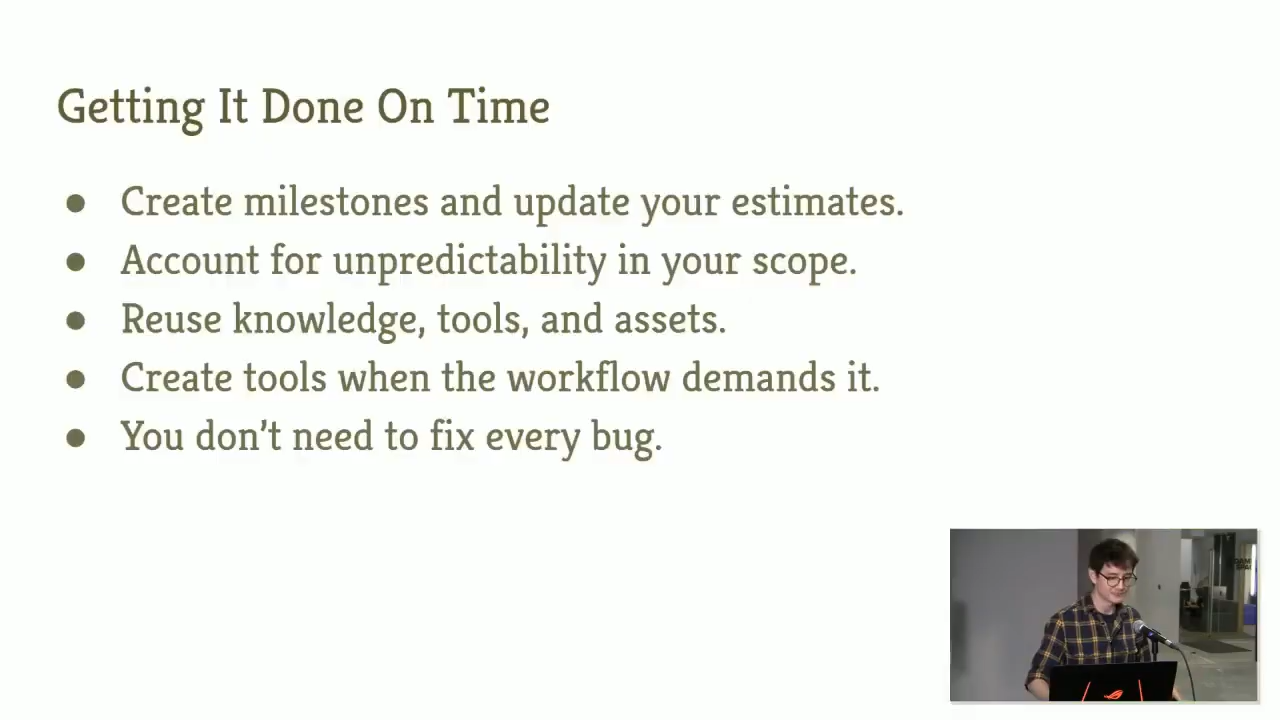 Getting It Done On Time
● Create milestones and update your estimates.
● Account for unpredictability in your scope.
● Reuse knowledge, tools, and assets.
● Create tools when the workflow demands it.
● You don't need to fix every bug.